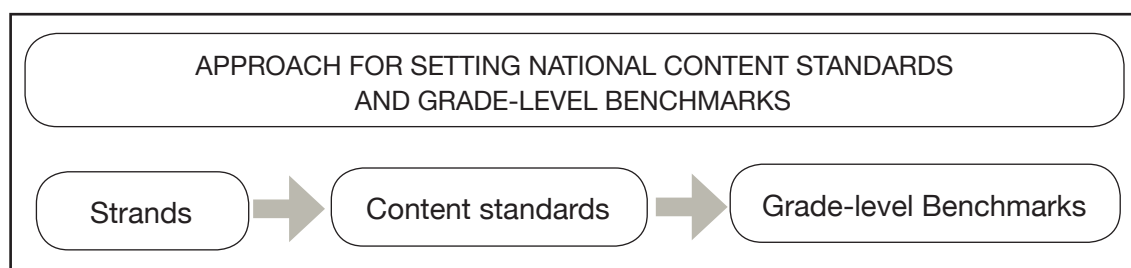 APPROACH FOR SETTING NATIONAL CONTENT STANDARDS
AND GRADE-LEVEL BENCHMARKS
Strands
Content standards
Grade-level Benchmarks